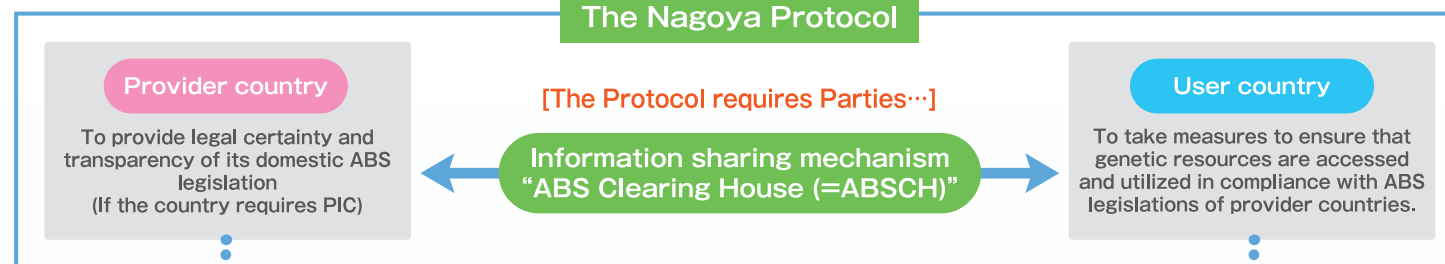 The Nagoya Protocol
Provider country
To provide legal certainty and
transparency of its domestic ABS
legislation
(If the country requires PIC)
[The Protocol requires Parties…]
Information sharing mechanism
“ABS Clearing House (=ABSCH)”
User country
To take measures to ensure that
genetic resources are accessed
and utilized in compliance with ABS
legislations of provider countries.